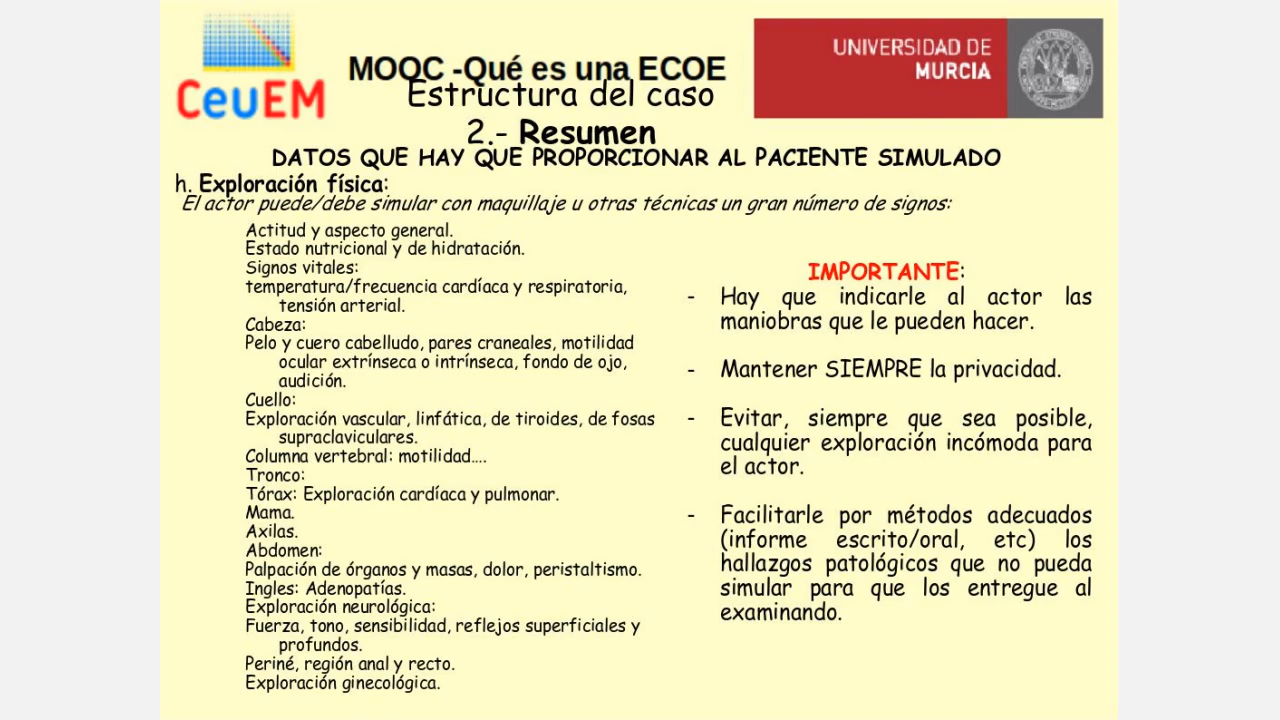 CeuEM
MOOC -Qué es una ECOE
UNIVERSIDAD DE
MURCIA
Estructura del caso
2.- Resumen
DATOS QUE HAY QUE PROPORCIONAR AL PACIENTE SIMULADO
h. Exploración física:
El actor puede/debe simular con maquillaje u otras técnicas un gran número de signos:
Actitud y aspecto general.
Estado nutricional y de hidratación.
Signos vitales:
temperatura/frecuencia cardíaca y respiratoria,
tensión arterial.
Cabeza:
Pelo y cuero cabelludo, pares craneales, motilidad
ocular extrínseca o intrínseca, fondo de ojo,
audición.
Cuello:
Exploración vascular, linfática, de tiroides, de fosas
supraclaviculares.
Columna vertebral: motilidad....
Tronco:
Tórax: Exploración cardíaca y pulmonar.
Mama.
Axilas.
Abdomen:
Palpación de órganos y masas, dolor, peristaltismo.
Ingles: Adenopatías.
Exploración neurológica:
Fuerza, tono, sensibilidad, reflejos superficiales y
profundos.
Periné, región anal y recto.
Exploración ginecológica.
IMPORTANTE:
- Hay que indicarle al actor las
maniobras que le pueden hacer.
- Mantener SIEMPRE la privacidad.
- Evitar, siempre que sea posible,
cualquier exploración incómoda para
el actor.
- Facilitarle por métodos adecuados
(informe escrito/oral, etc) los
hallazgos patológicos que no pueda
simular para que los entregue al
examinando.